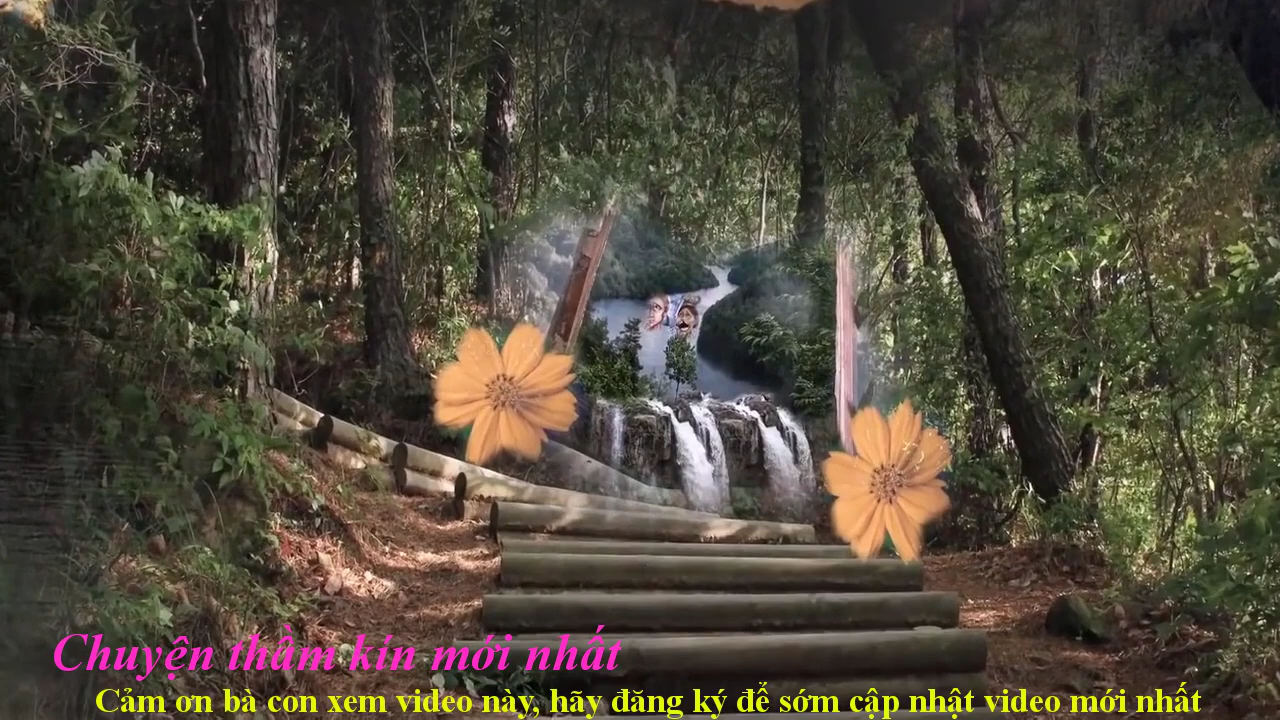 Chuyện thầm kín mới nhất
Cảm ơn bà con xem video này, hãy đăng ký để sớm cập nhật video mới nhất